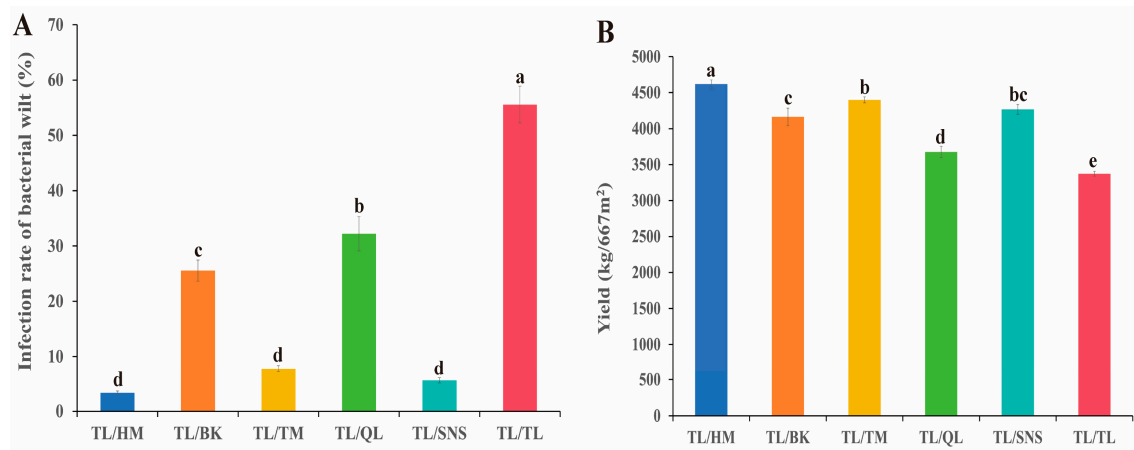 A
Infection rate of bacterial wilt (%)
70
60
50
40
30
20
10
0
d
c
d
b
d
a
TL/HM TL/BK TL/TM TL/QL TL/SNS TL/TL
B
Yield (kg/667m²)
5000
4500
4000
3500
3000
2500
2000
1500
1000
500
0
a
c
b
d
bc
e
TL/HM TL/BK TL/TM TL/QL TL/SNS TL/TL